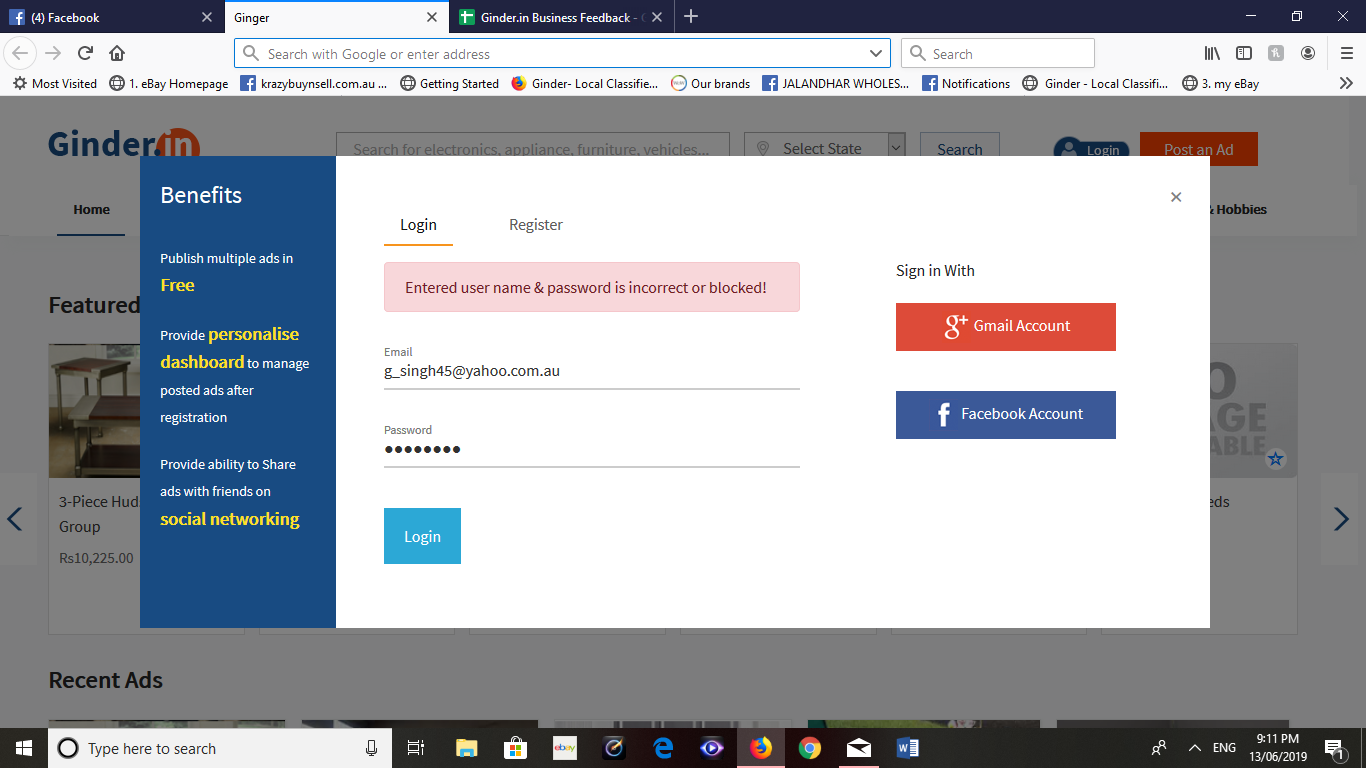 (4) Facebook
Ginger
Ginder.in Business Feedback -
Search with Google or enter address
Search
Most Visited
1. eBay Homepage
krazybuynsell.com.au ...
Getting Started
Ginder- Local Classifie...
Our brands
JALANDHAR WHOLES...
Notifications
Ginder - Local Classifi...
3. my eBay
Ginder.in
Search for electronics, appliance, furniture, vehicles...
Select State
Search
Login
Post an Ad
Home
& Hobbies
Benefits
Publish multiple ads in
Free
Provide personalise
dashboard to manage
posted ads after
registration
Provide ability to Share
ads with friends on
social networking
Login
Register
Entered user name & password is incorrect or blocked!
Email
g_singh45@yahoo.com.au
Password
Login
Sign in With
g+ Gmail Account
f Facebook Account
Featured
3-Piece Hud
Group
Rs10,225.00
eds
Recent Ads
Type here to search
ebay
ENG
9:11 PM
13/06/2019
1